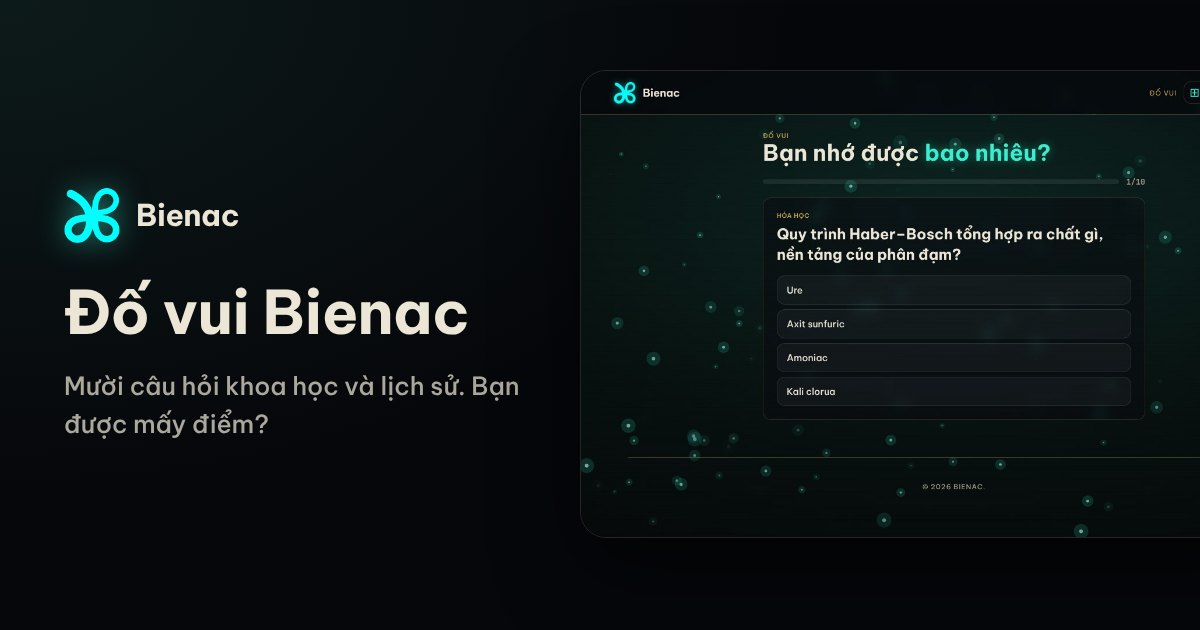 Bienac
Đố vui Bienac
Mười câu hỏi khoa học và lịch sử. Bạn
được mấy điểm?
Bienac
ĐỐ VUI
ĐỐ VUI
Bạn nhớ được bao nhiêu?
1/10
HÓA HỌC
Quy trình Haber–Bosch tổng hợp ra chất gì,
nền tảng của phân đạm?
Ure
Axit sunfuric
Amoniac
Kali clorua
© 2026 BIENAC.